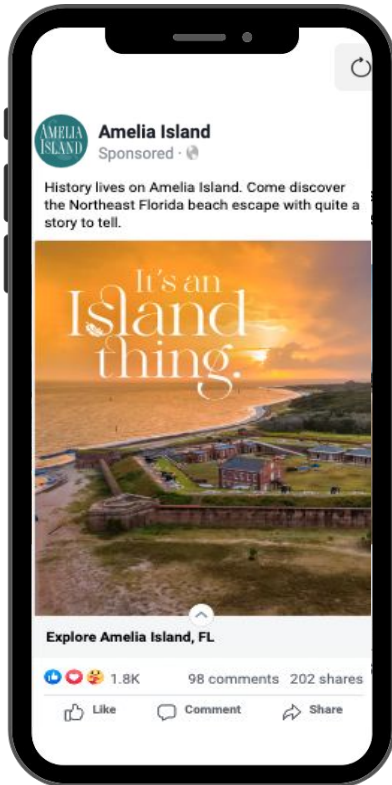 AMELIA
ISLAND
Amelia Island
Sponsored ·
History lives on Amelia Island. Come discover
the Northeast Florida beach escape with quite a
story to tell.
It's an
Island
thing.
Explore Amelia Island, FL
1.8K 98 comments 202 shares
Like Comment Share